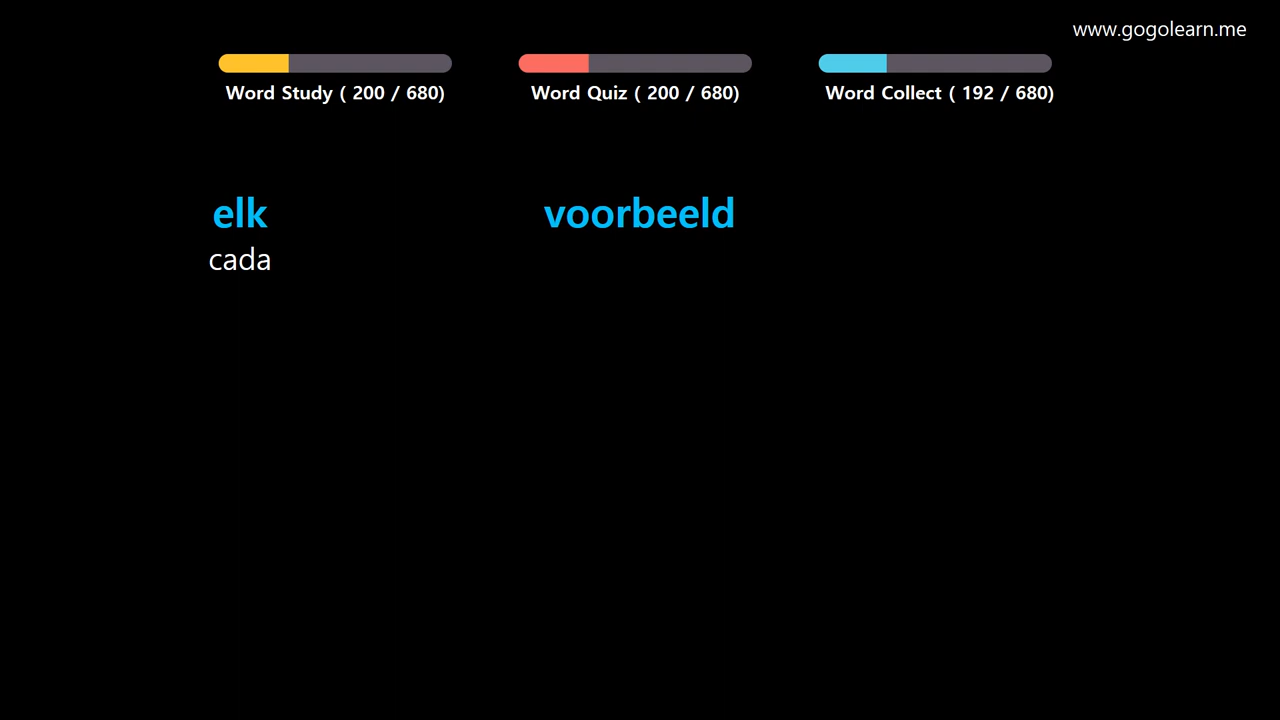 www.gogolearn.me
Word Study ( 200 / 680)
Word Quiz ( 200 / 680)
Word Collect ( 192 / 680)
elk
cada
voorbeeld